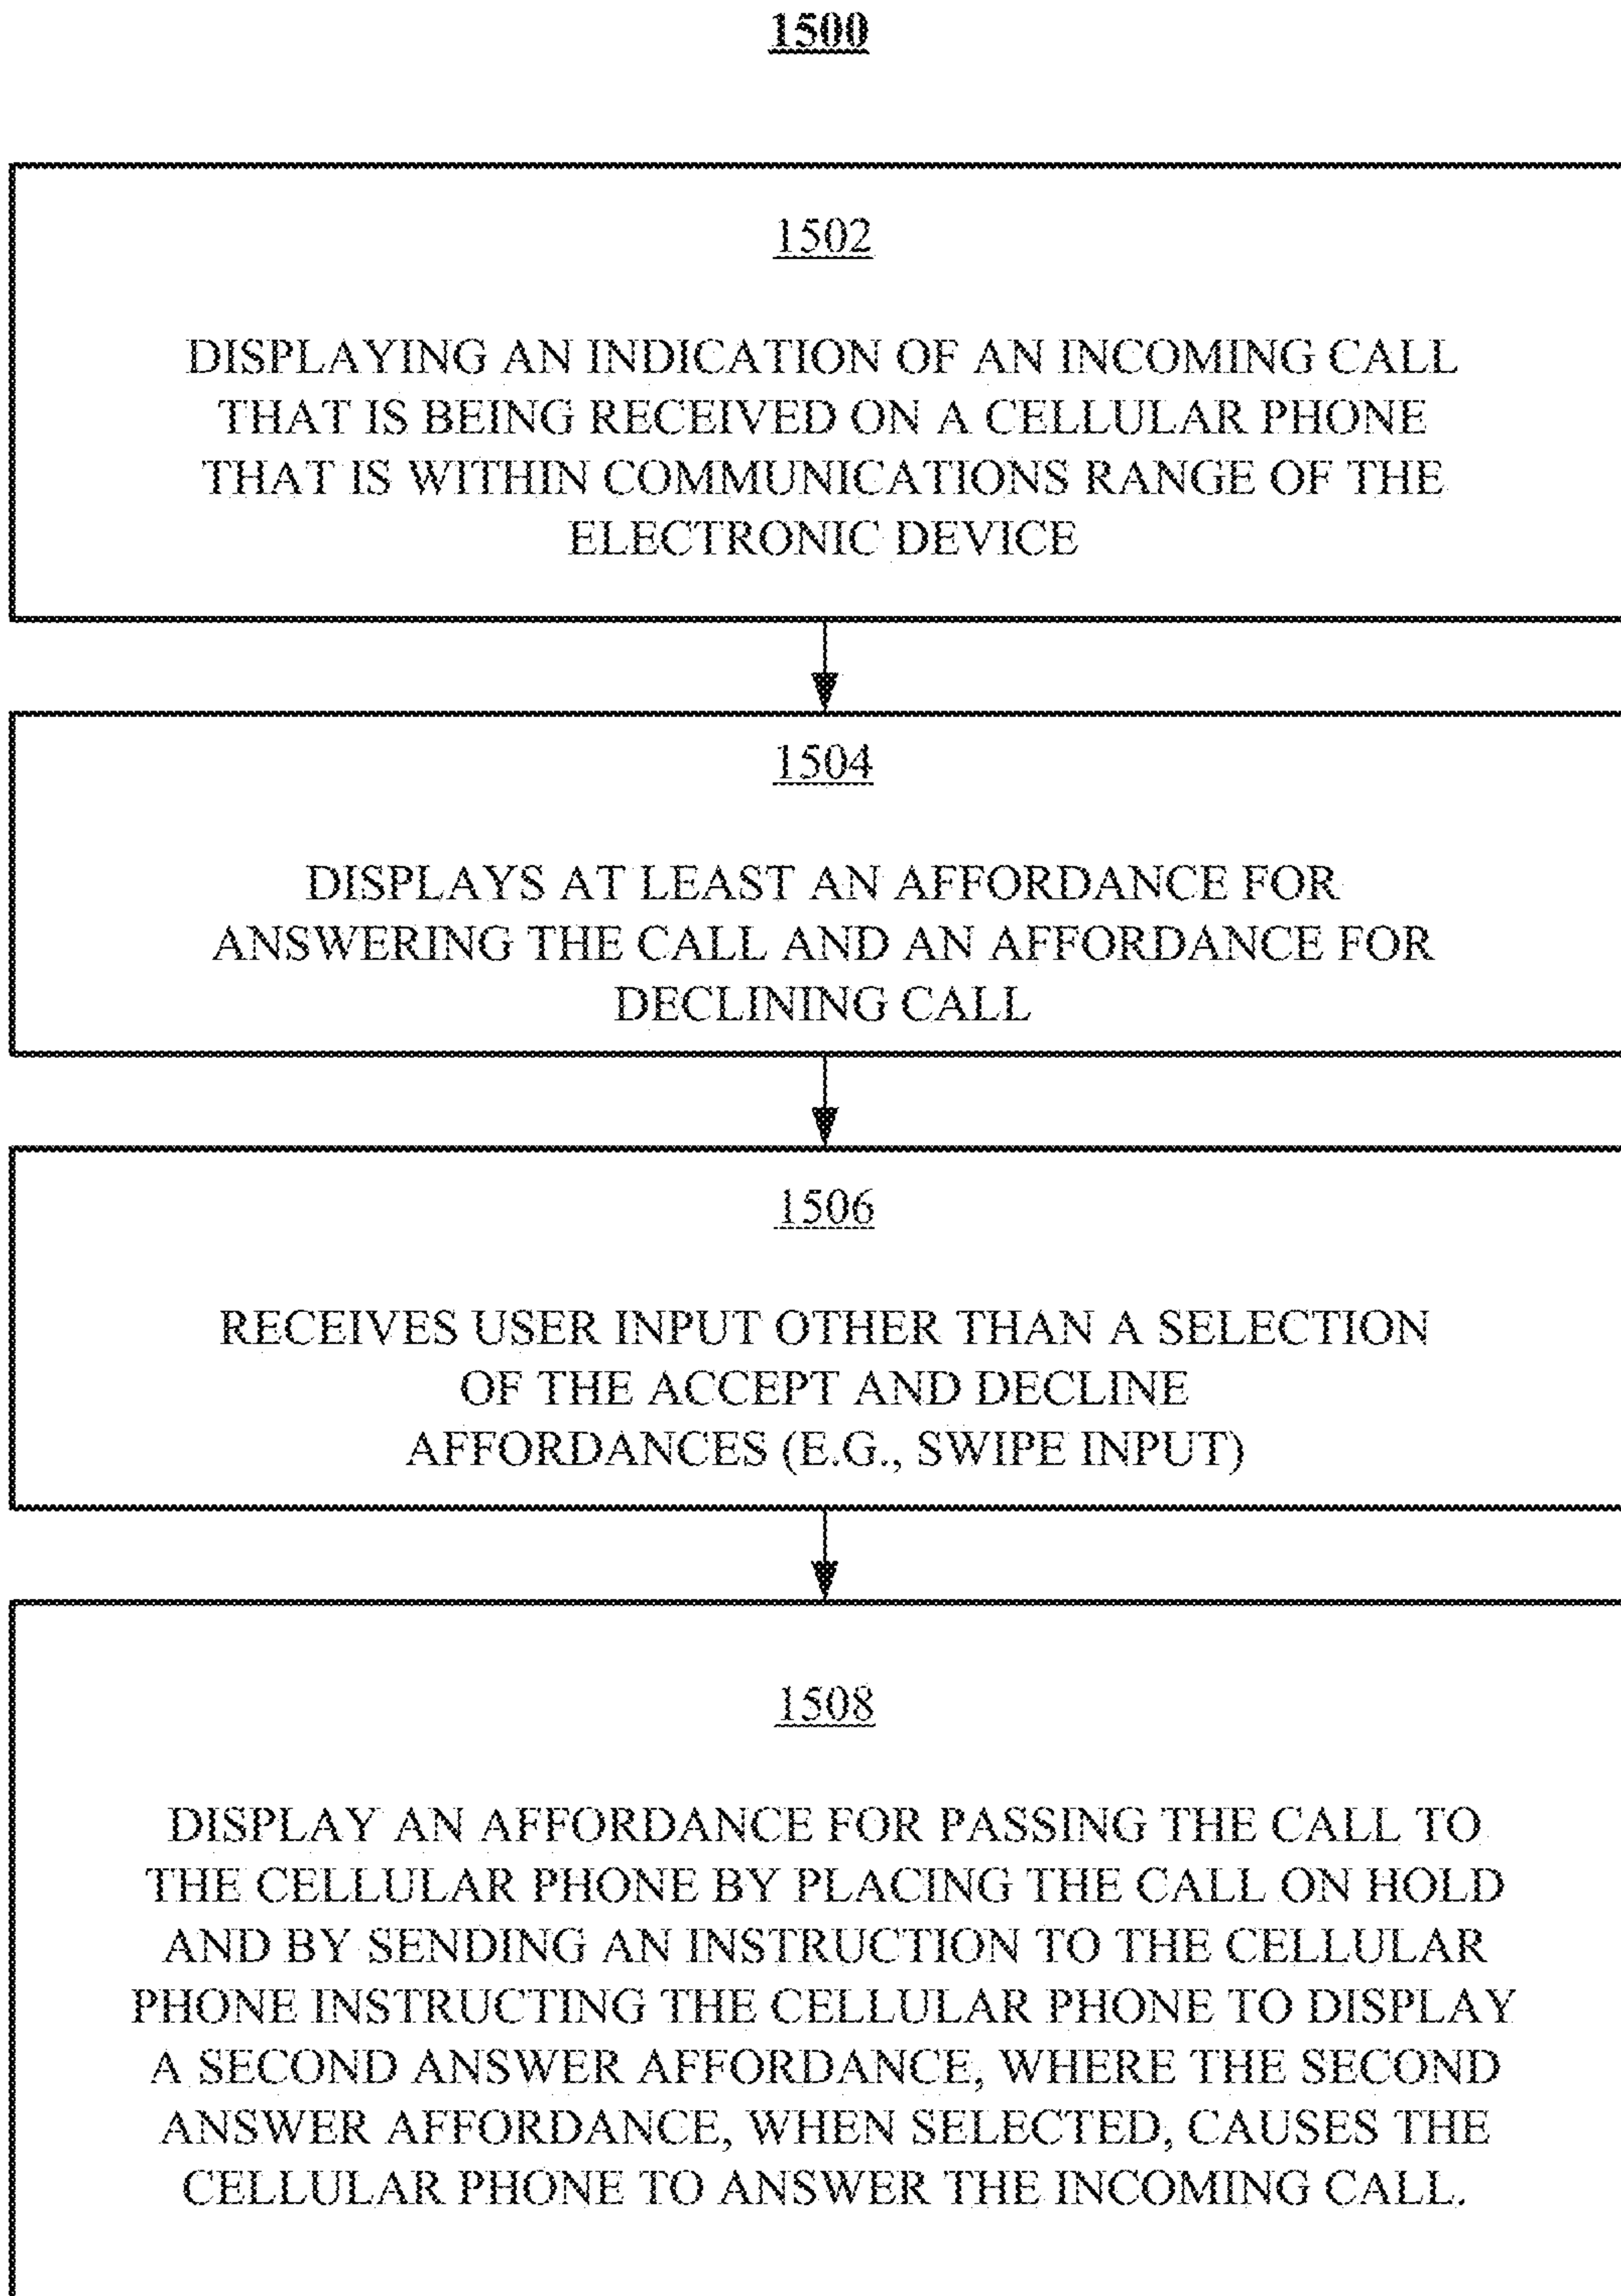 1500
1502
DISPLAYING AN INDICATION OF AN INCOMING CALL
THAT IS BEING RECEIVED ON A CELLULAR PHONE
THAT IS WITHIN COMMUNICATIONS RANGE OF THE
ELECTRONIC DEVICE
1504
DISPLAYS AT LEAST AN AFFORDANCE FOR
ANSWERING THE CALL AND AN AFFORDANCE FOR
DECLINING CALL
1506
RECEIVES USER INPUT OTHER THAN A SELECTION
OF THE ACCEPT AND DECLINE
AFFORDANCES (E.G., SWIPE INPUT)
1508
DISPLAY AN AFFORDANCE FOR PASSING THE CALL TO
THE CELLULAR PHONE BY PLACING THE CALL ON HOLD
AND BY SENDING AN INSTRUCTION TO THE CELLULAR
PHONE INSTRUCTING THE CELLULAR PHONE TO DISPLAY
A SECOND ANSWER AFFORDANCE, WHERE THE SECOND
ANSWER AFFORDANCE, WHEN SELECTED, CAUSES THE
CELLULAR PHONE TO ANSWER THE INCOMING CALL.